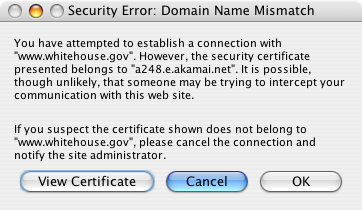 Security Error: Domain Name Mismatch
You have attempted to establish a connection with
"www.whitehouse.gov". However, the security certificate
presented belongs to "a248.e.akamai.net". It is possible,
though unlikely, that someone may be trying to intercept your
communication with this web site.
If you suspect the certificate shown does not belong to
"www.whitehouse.gov", please cancel the connection and
notify the site administrator.
View Certificate Cancel OK